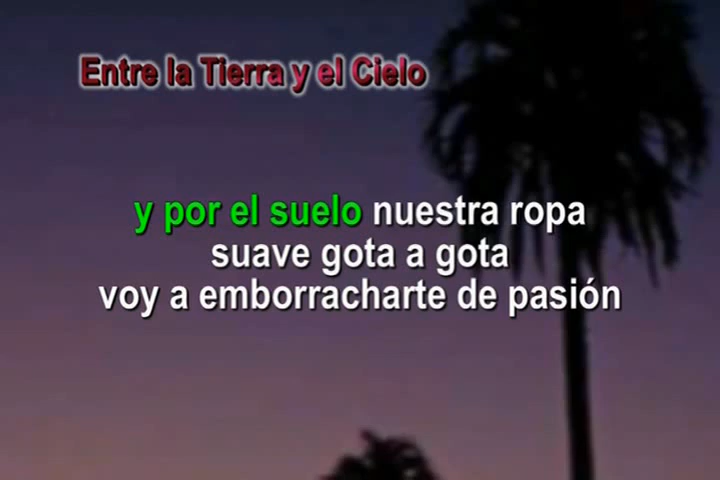 Entre la Tierra y el Cielo
y por el suelo nuestra ropa
suave gota a gota
voy a emborracharte de pasión